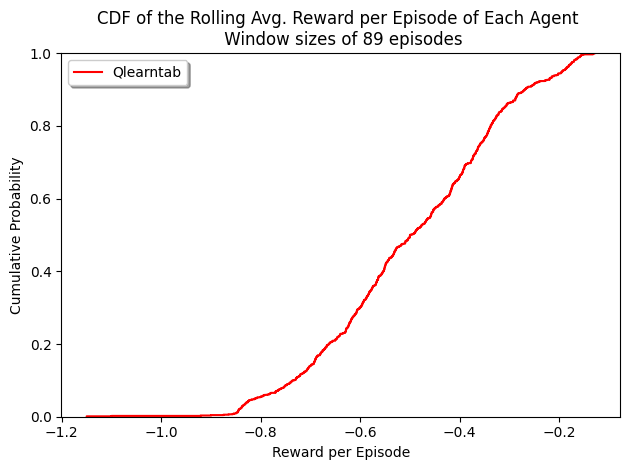 CDF of the Rolling Avg. Reward per Episode of Each Agent
Window sizes of 89 episodes
Qlearntab
1.0
0.8
0.6
0.4
0.2
0.0
Cumulative Probability
−1.2 −1.0 −0.8 −0.6 −0.4 −0.2
Reward per Episode